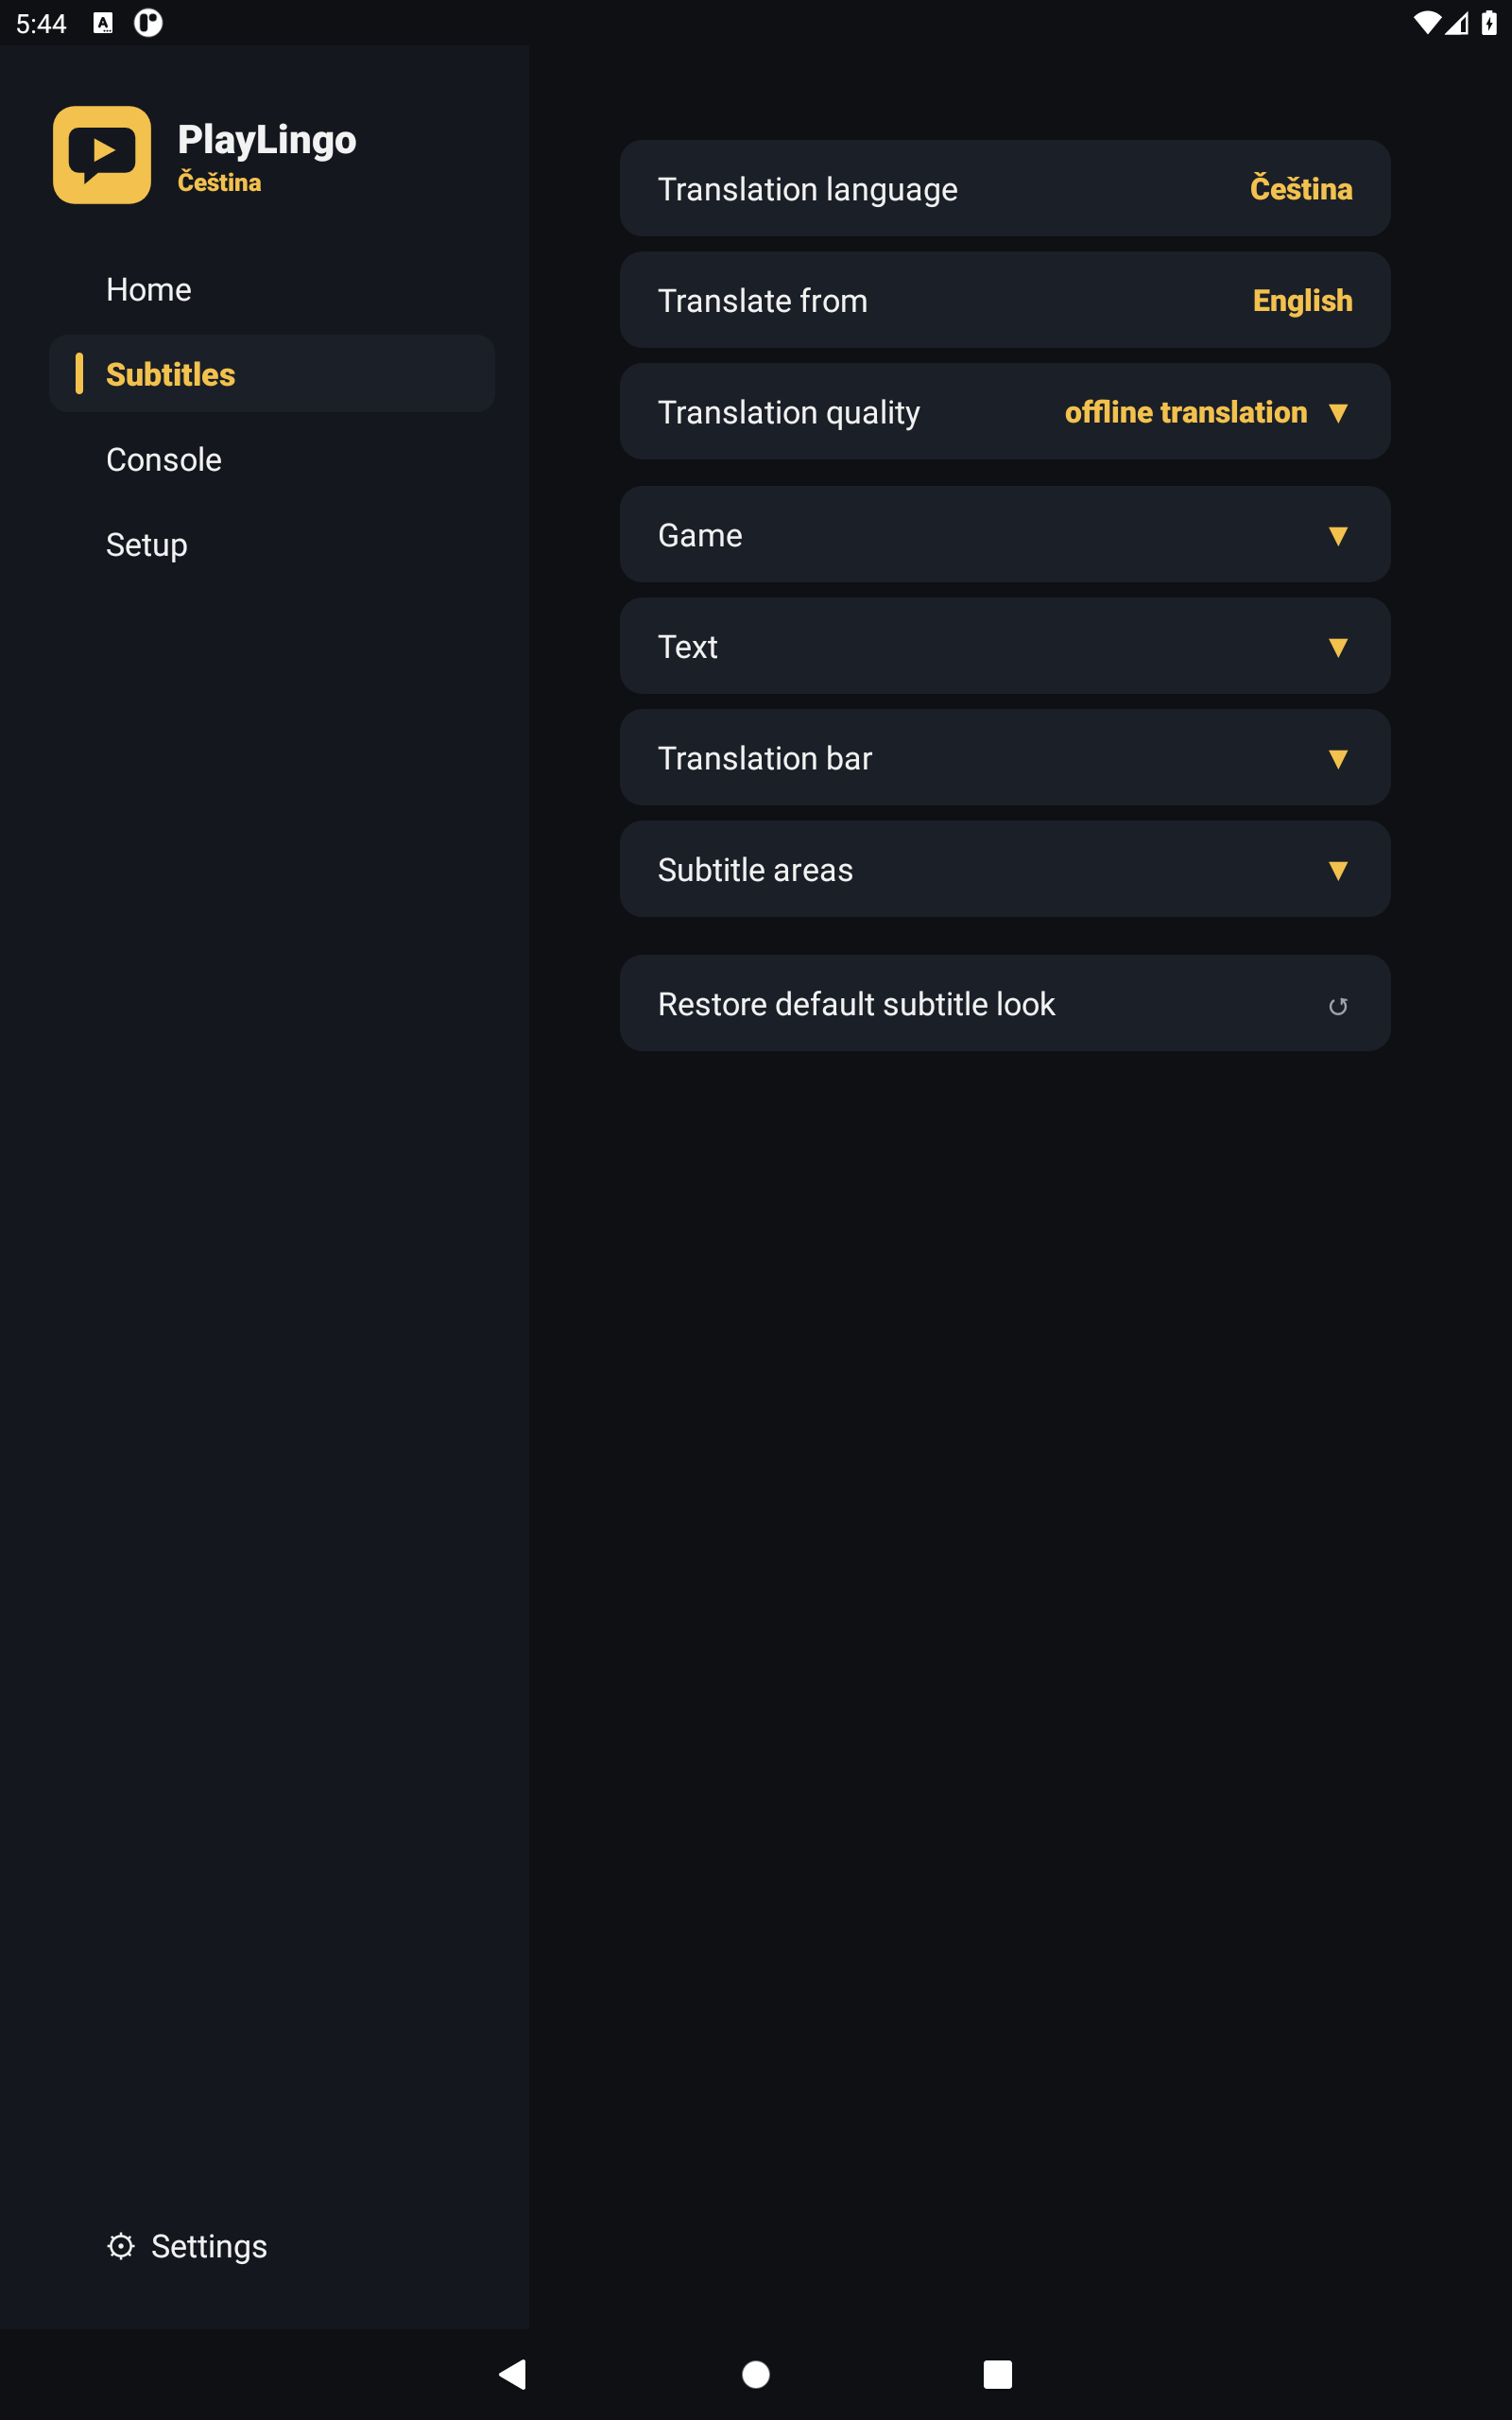 5:44
PlayLingo
Čeština
Home
Subtitles
Console
Setup
Settings
Translation language Čeština
Translate from English
Translation quality offline translation ▼
Game ▼
Text ▼
Translation bar ▼
Subtitle areas ▼
Restore default subtitle look ↺